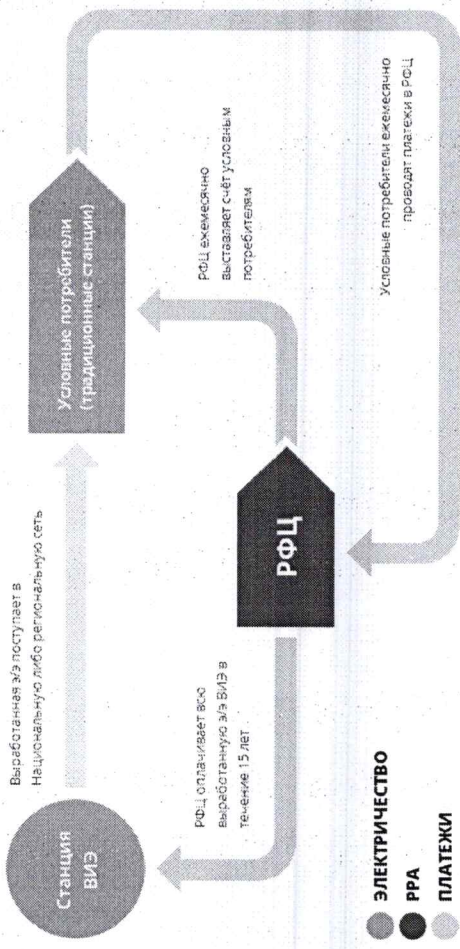 Станция
ВИЭ
Выработанная э/э поступает в
Национальную либо региональную сеть
Условные потребители
(традиционные станции)
РФЦ оплачивает всю
выработанную э/э ВИЭ в
течение 15 лет
РФЦ
РФЦ ежемесячно
выставляет счёт условным
потребителям
Условные потребители ежемесячно
проводят платежи в РФЦ
ЭЛЕКТРИЧЕСТВО
PPA
ПЛАТЕЖИ